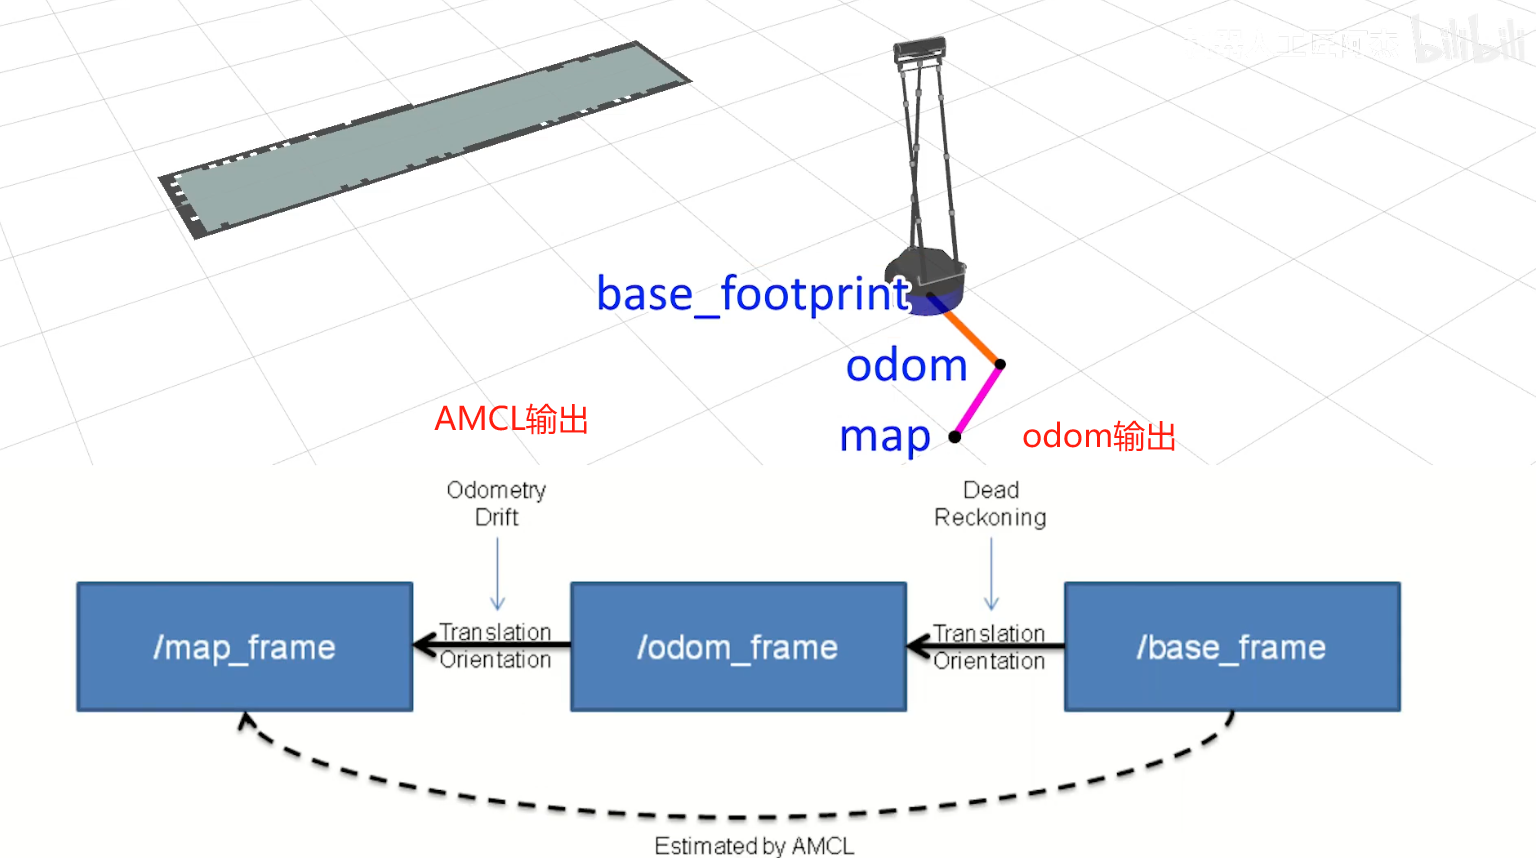 bilibili
base_footprint
odom
AMCL输出
map
odom输出
Odometry
Drift
Dead
Reckoning
/map_frame
Translation
Orientation
/odom_frame
Translation
Orientation
/base_frame
Estimated by AMCL